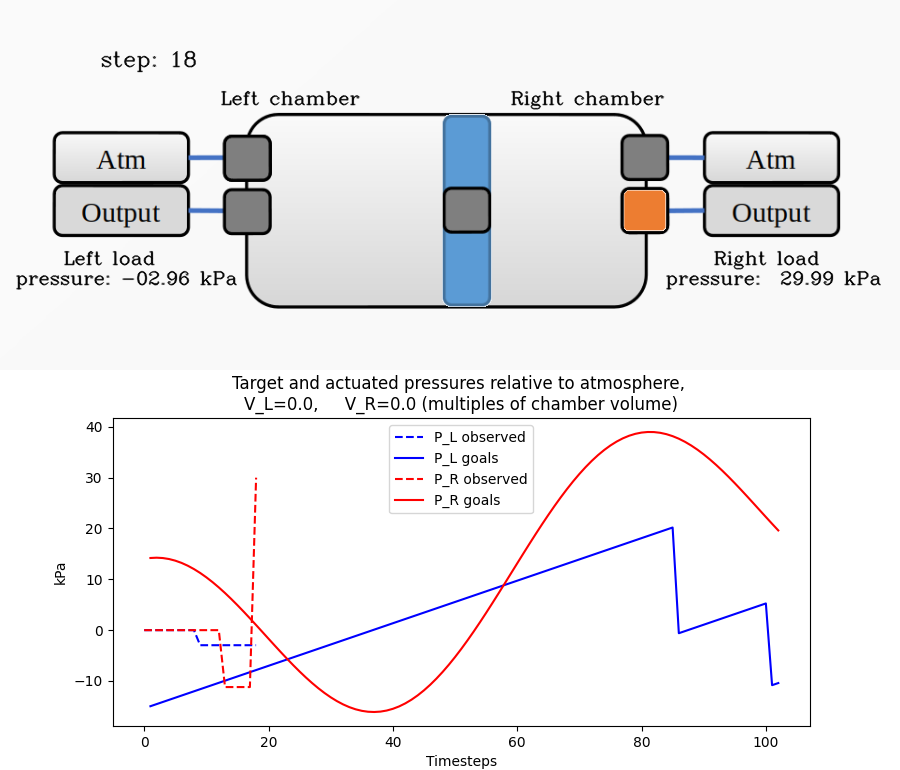 step: 18
Left chamber
Right chamber
Atm
Atm
Output
Output
Left load
pressure: -02.96 kPa
Right load
pressure:  29.99 kPa
Target and actuated pressures relative to atmosphere,
V_L=0.0,     V_R=0.0 (multiples of chamber volume)
P_L observed
P_L goals
P_R observed
P_R goals
kPa
40
30
20
10
0
−10
0
20
40
60
80
100
Timesteps